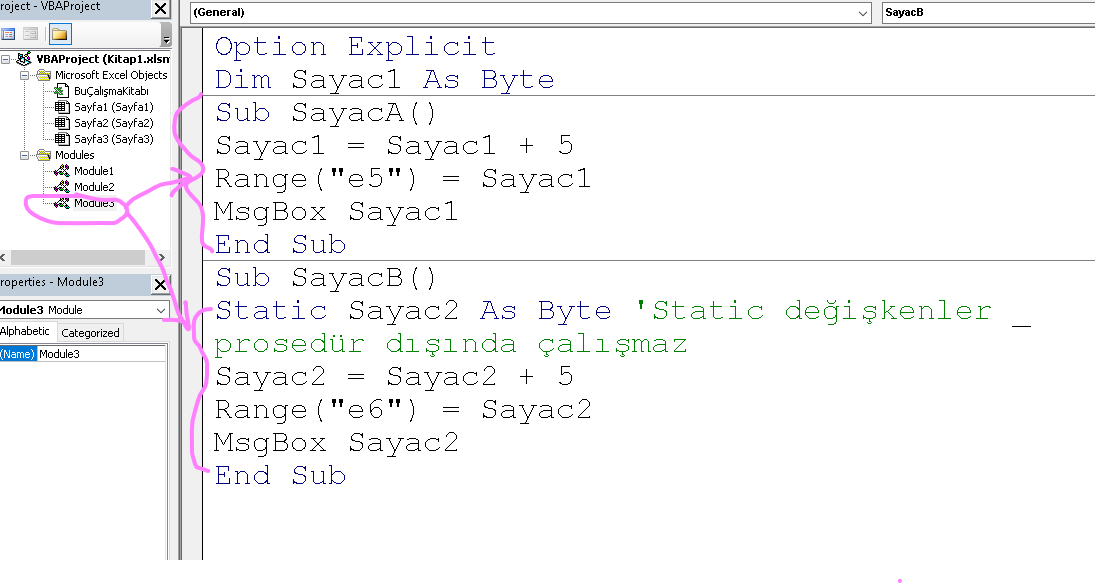 roject - VBAProject
VBAProject (Kitap1.xlsm
Microsoft Excel Objects
BuÇalışmaKitabı
Sayfa1 (Sayfa1)
Sayfa2 (Sayfa2)
Sayfa3 (Sayfa3)
Modules
Module1
Module2
Module3
roperties - Module3
Module3 Module
Alphabetic Categorized
(Name) Module3
(General) SayacB
Option Explicit
Dim Sayac1 As Byte
Sub SayacA()
Sayac1 = Sayac1 + 5
Range("e5") = Sayac1
MsgBox Sayac1
End Sub
Sub SayacB()
Static Sayac2 As Byte 'Static değişkenler _
prosedür dışında çalışmaz
Sayac2 = Sayac2 + 5
Range("e6") = Sayac2
MsgBox Sayac2
End Sub